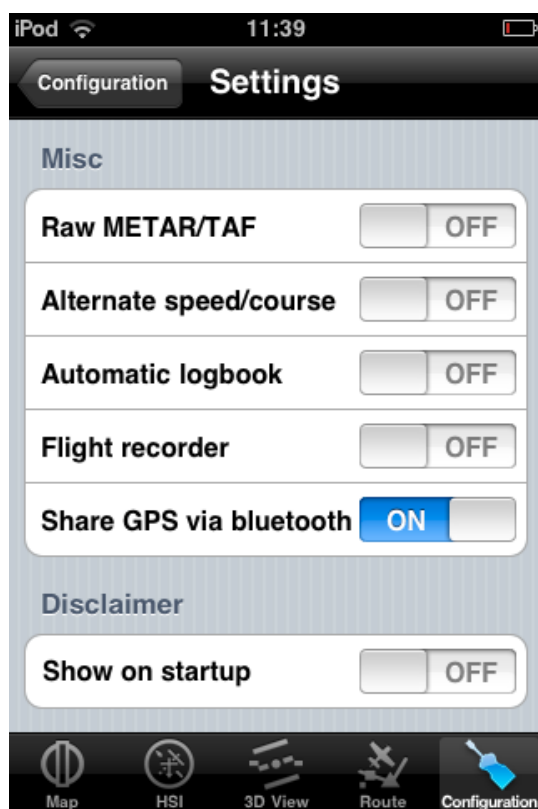 iPod 11:39
Configuration Settings
Misc
Raw METAR/TAF OFF
Alternate speed/course OFF
Automatic logbook OFF
Flight recorder OFF
Share GPS via bluetooth ON
Disclaimer
Show on startup OFF
Map HSI 3D View Route Configuration